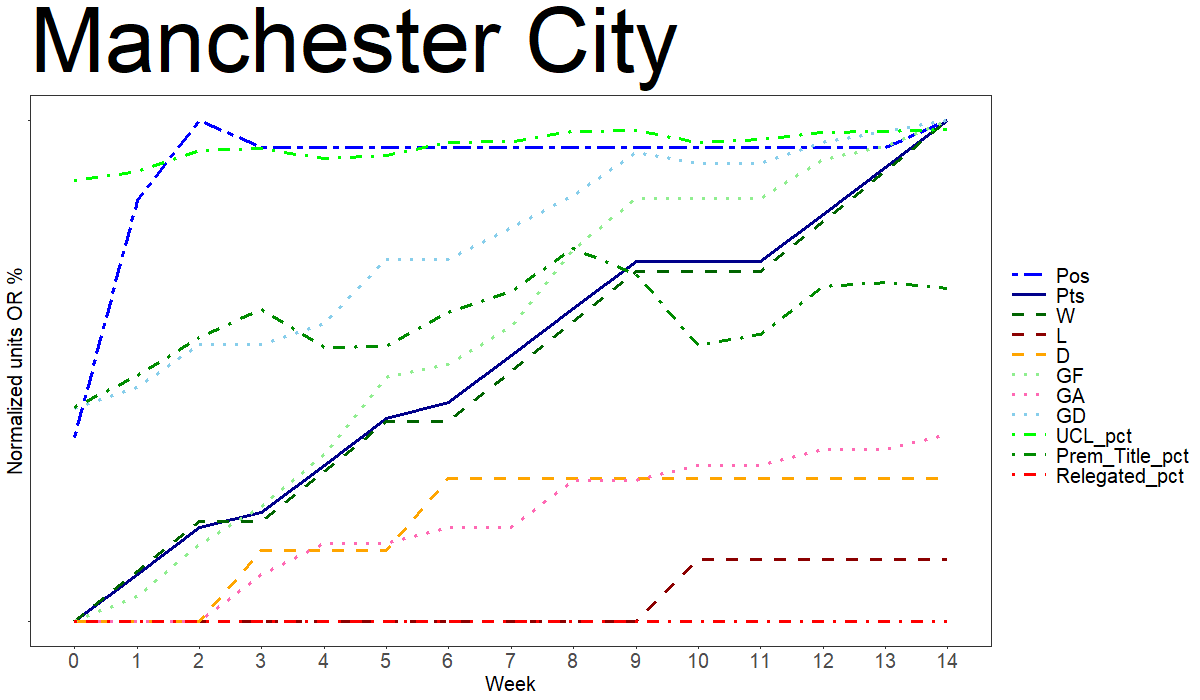 Manchester City
Normalized units OR %
0 1 2 3 4 5 6 7 8 9 10 11 12 13 14
Week
Pos
Pts
W
L
D
GF
GA
GD
UCL_pct
Prem_Title_pct
Relegated_pct